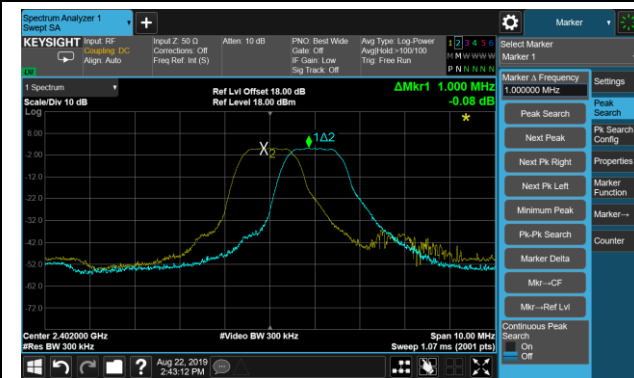 Spectrum Analyzer 1
Swept SA
+
Marker
KEYSIGHT Input: RF
Coupling: DC
Align: Auto
Input Z: 50 Ω
Corrections: Off
Freq Ref: Int (S)
Atten: 10 dB
PNO: Best Wide
Gate: Off
IF Gain: Low
Sig Track: Off
Avg Type: Log-Power
Avg|Hold:>100/100
Trig: Free Run
1 2 3 4 5 6
M M W W W W
P N N N N N
Select Marker
Marker 1
1 Spectrum
Scale/Div 10 dB
Ref Lvl Offset 18.00 dB
Ref Level 18.00 dBm
ΔMkr1 1.000 MHz
-0.08 dB
Log
8.00
-2.00
-12.0
-22.0
-32.0
-42.0
-52.0
-62.0
-72.0
X2
1Δ2
*
Center 2.402000 GHz
#Res BW 300 kHz
#Video BW 300 kHz
Span 10.00 MHz
Sweep 1.07 ms (2001 pts)
Marker Δ Frequency
1.000000 MHz
Peak Search
Next Peak
Next Pk Right
Next Pk Left
Minimum Peak
Pk-Pk Search
Marker Delta
Mkr→CF
Mkr→Ref Lvl
Continuous Peak
Search
On
Off
Settings
Peak
Search
Pk Search
Config
Properties
Marker
Function
Marker→
Counter
?
Aug 22, 2019
2:43:12 PM